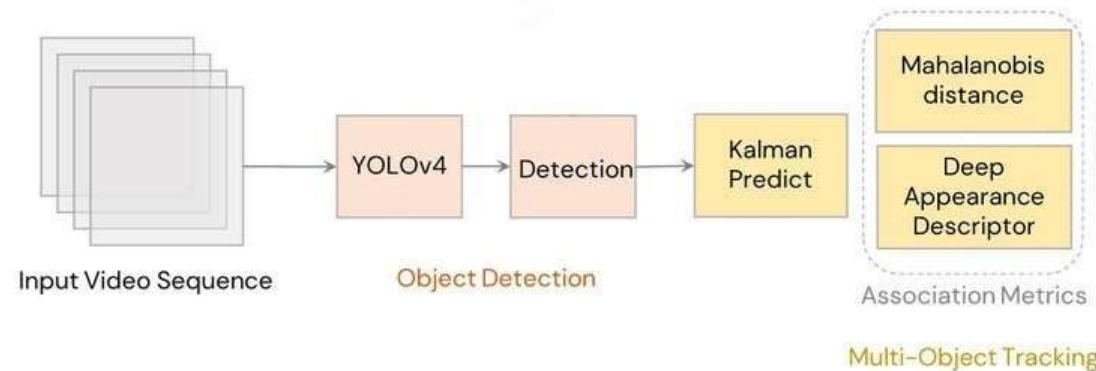 Mahalanobis
distance
YOLOv4
Detection
Kalman
Predict
Deep
Appearance
Descriptor
Input Video Sequence
Object Detection
Association Metrics
Multi-Object Tracking